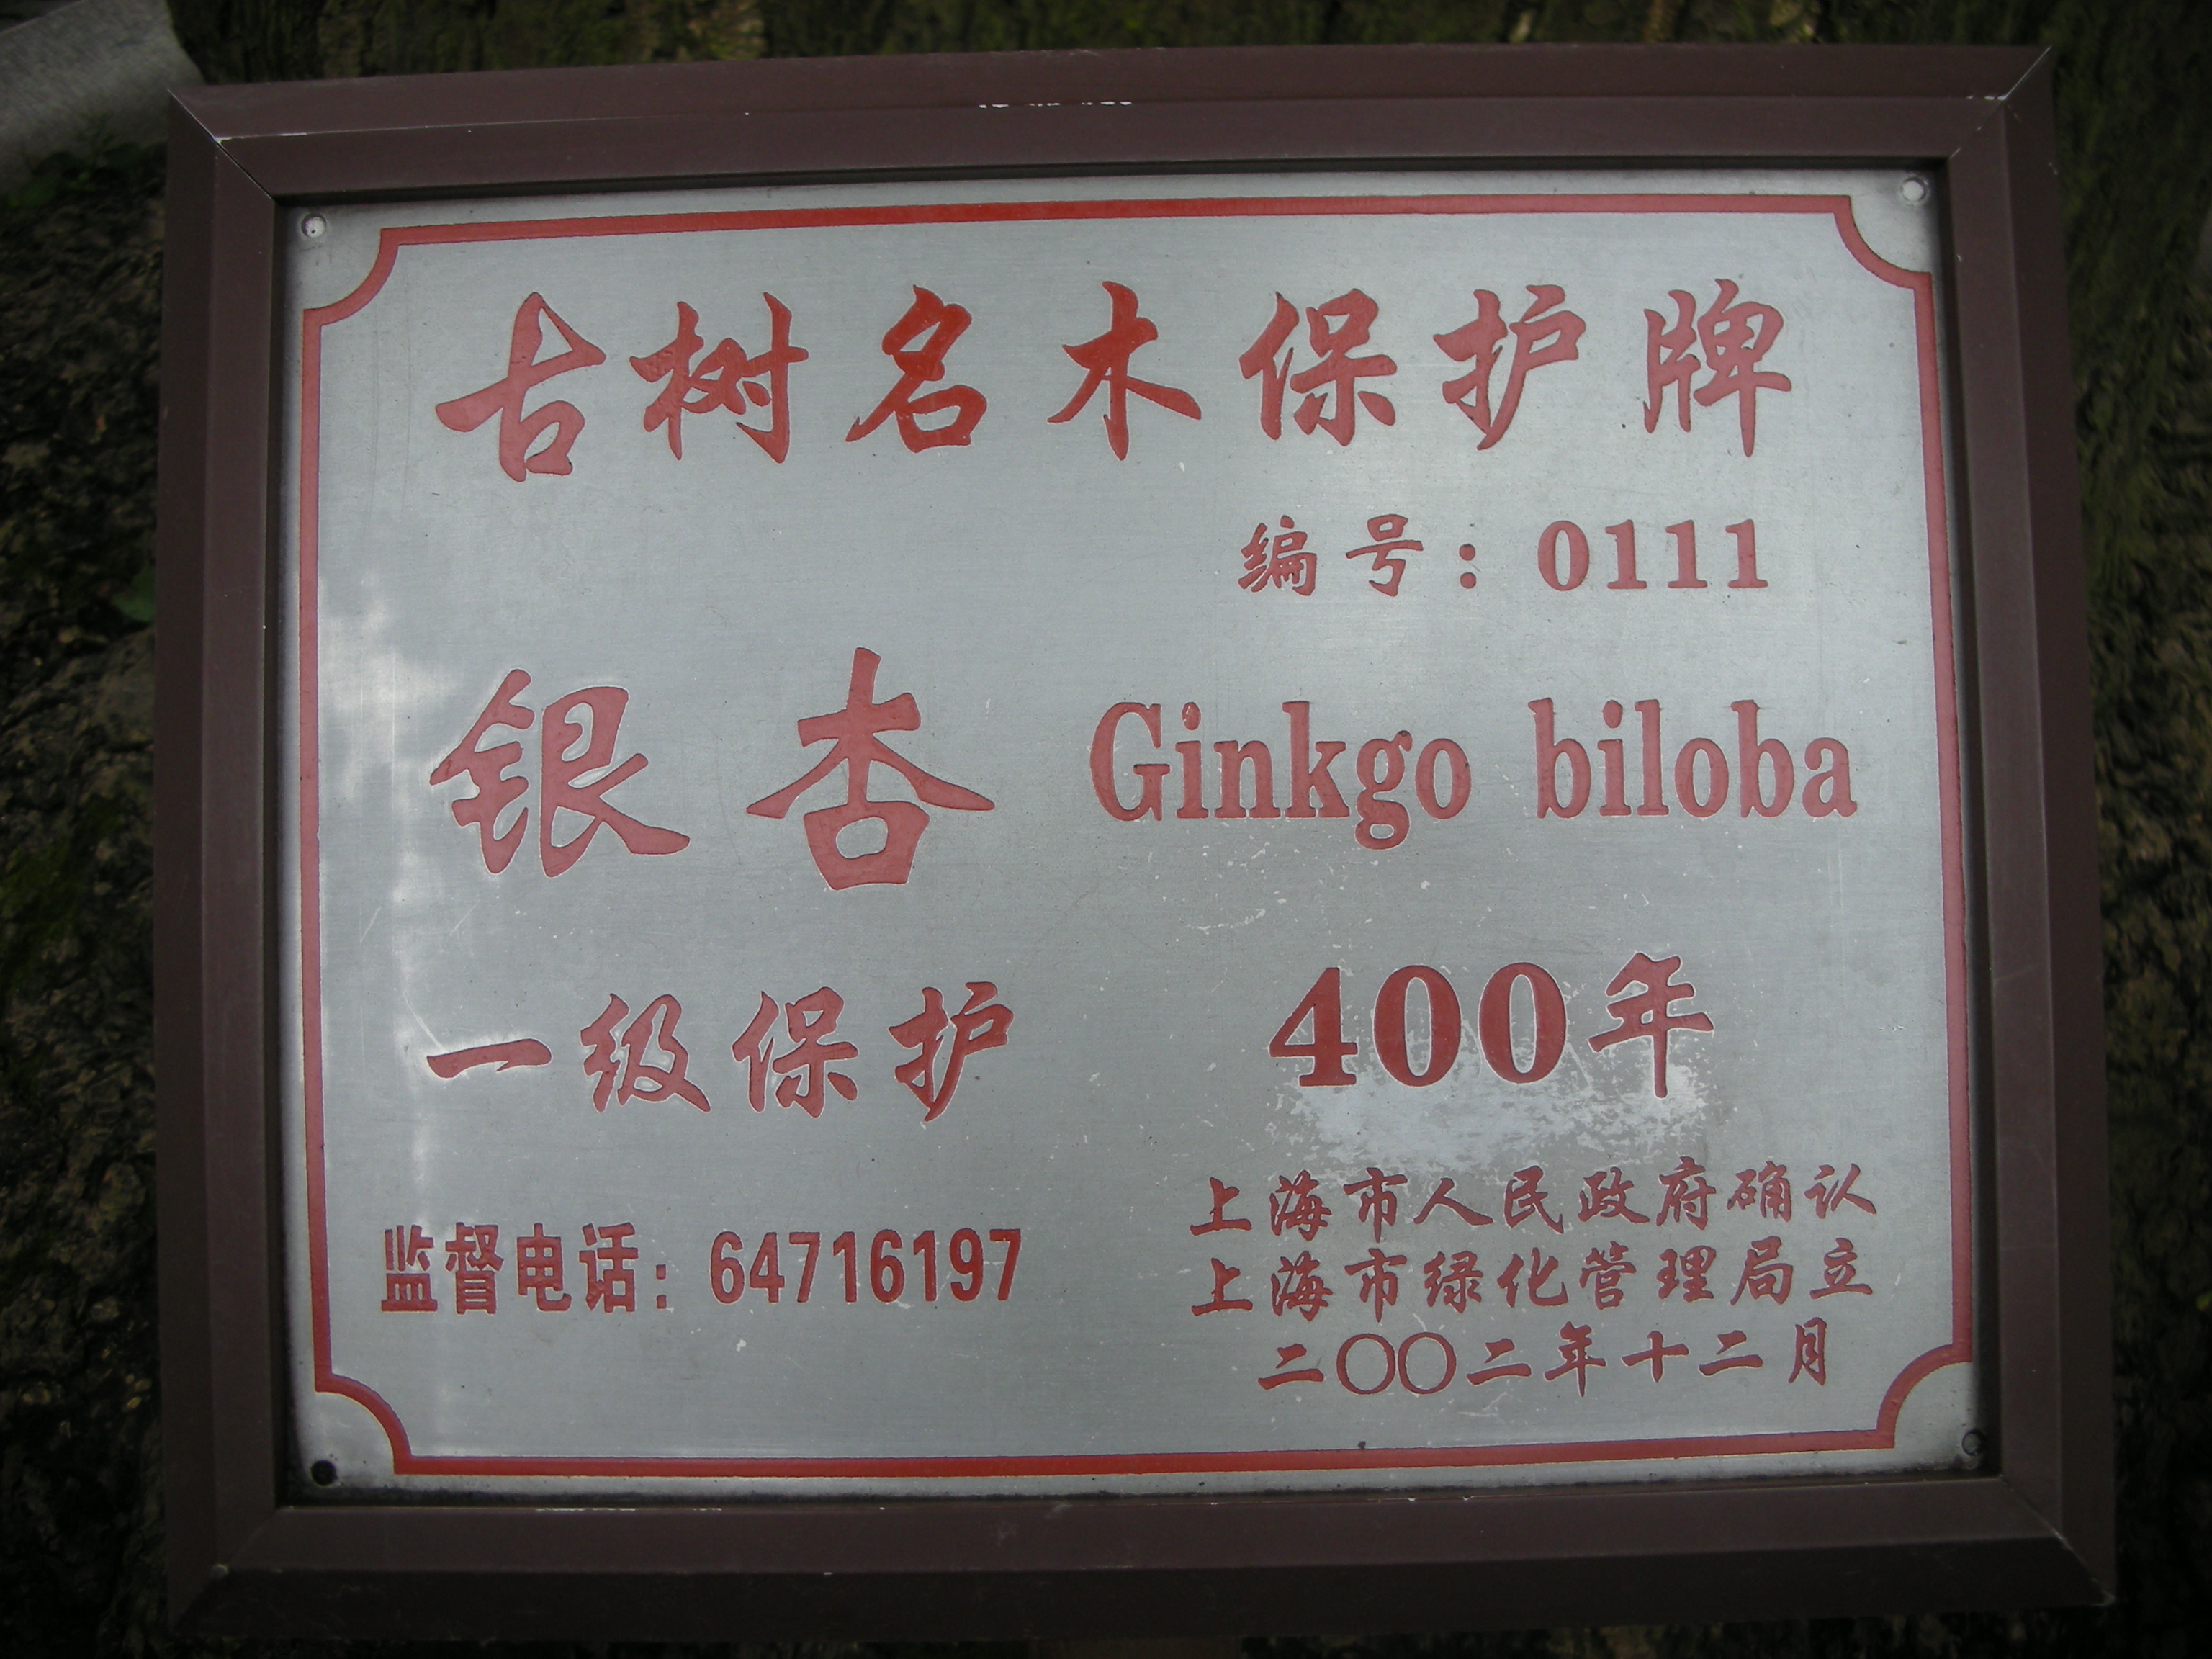 古树名木保护牌
编号：0111
银杏 Ginkgo biloba
一级保护 400年
监督电话：64716197
上海市人民政府确认
上海市绿化管理局立
二〇〇二年十二月